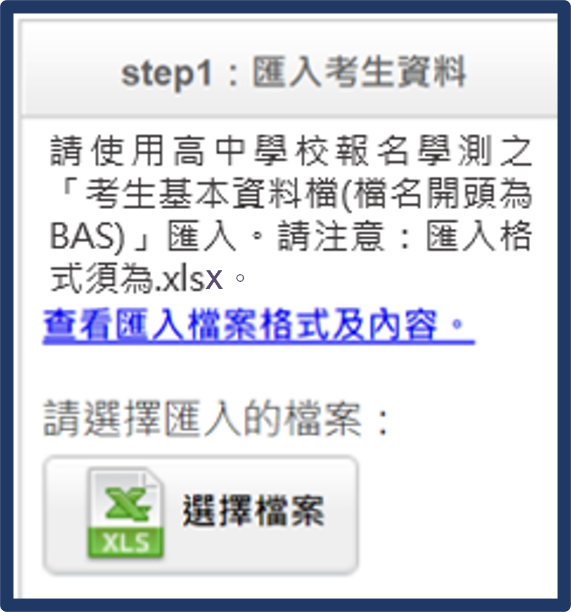 step1：匯入考生資料
請使用高中學校報名學測之
「考生基本資料檔(檔名開頭為
BAS)」匯入。請注意：匯入格
式須為.xlsx。
查看匯入檔案格式及內容。
請選擇匯入的檔案：
選擇檔案
XLS